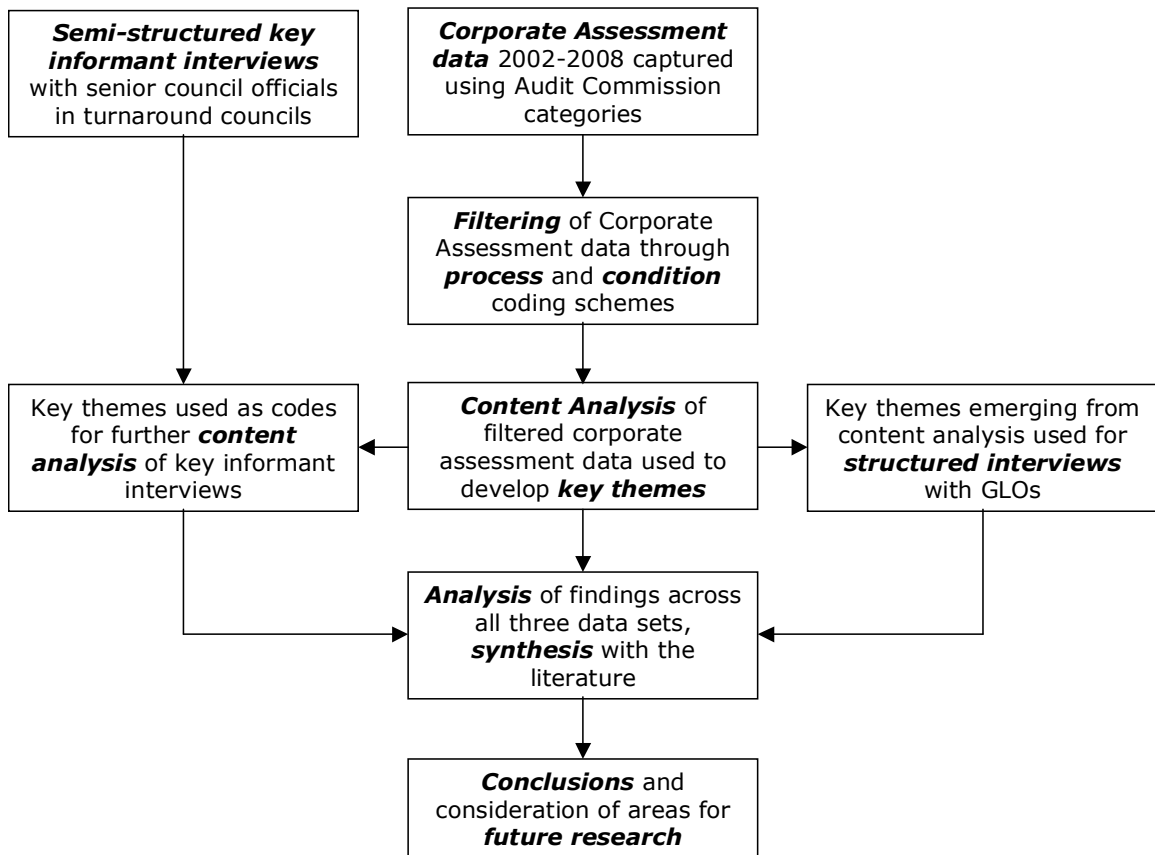 Semi-structured key
informant interviews
with senior council officials
in turnaround councils
Corporate Assessment
data 2002-2008 captured
using Audit Commission
categories
Filtering of Corporate
Assessment data through
process and condition
coding schemes
Key themes used as codes
for further content
analysis of key informant
interviews
Content Analysis of
filtered corporate
assessment data used to
develop key themes
Key themes emerging from
content analysis used for
structured interviews
with GLOs
Analysis of findings across
all three data sets,
synthesis with the
literature
Conclusions and
consideration of areas for
future research